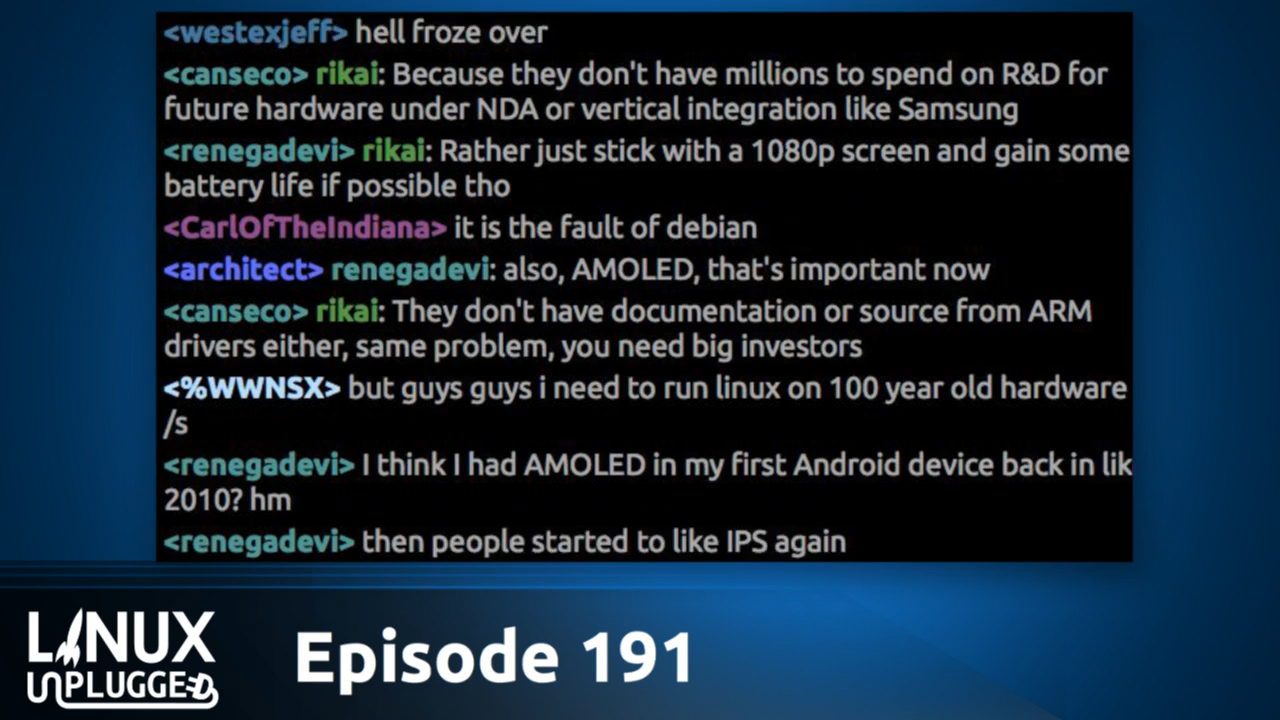 <westexjeff> hell froze over
<canseco> rikai: Because they don't have millions to spend on R&D for
future hardware under NDA or vertical integration like Samsung
<renegadevi> rikai: Rather just stick with a 1080p screen and gain some
battery life if possible tho
<CarlOfTheIndiana> it is the fault of debian
<architect> renegadevi: also, AMOLED, that's important now
<canseco> rikai: They don't have documentation or source from ARM
drivers either, same problem, you need big investors
<%WWNSX> but guys guys i need to run linux on 100 year old hardware
/s
<renegadevi> I think I had AMOLED in my first Android device back in lik
2010? hm
<renegadevi> then people started to like IPS again
LINUX
UNPLUGGED
Episode 191